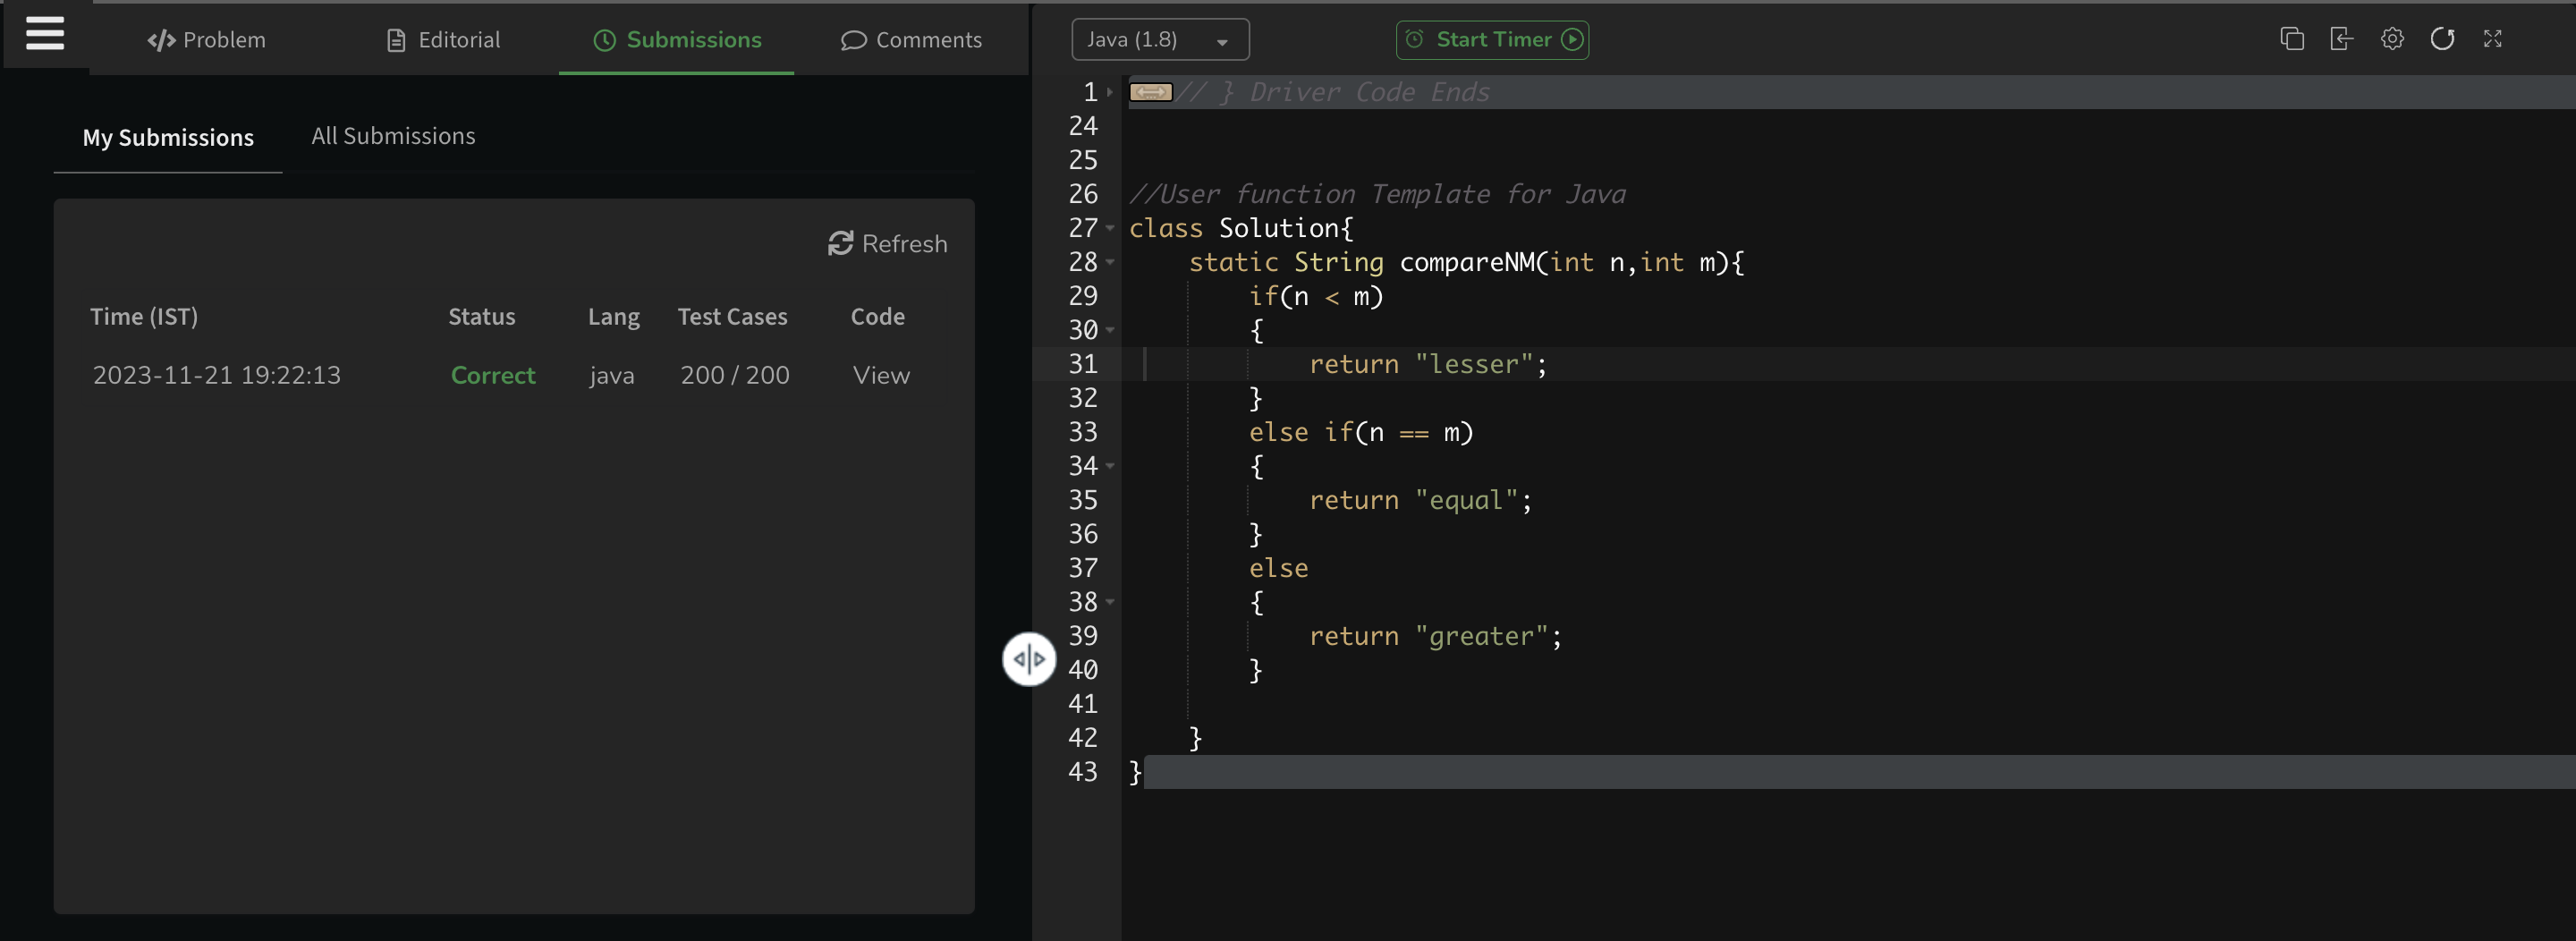 </> Problem
Editorial
Submissions
Comments
My Submissions
All Submissions
Refresh
Time (IST) Status Lang Test Cases Code
2023-11-21 19:22:13 Correct java 200 / 200 View
Java (1.8)
Start Timer
1 // } Driver Code Ends
24
25
26 //User function Template for Java
27 class Solution{
28     static String compareNM(int n,int m){
29         if(n < m)
30         {
31             return "lesser";
32         }
33         else if(n == m)
34         {
35             return "equal";
36         }
37         else
38         {
39             return "greater";
40         }
41
42     }
43 }